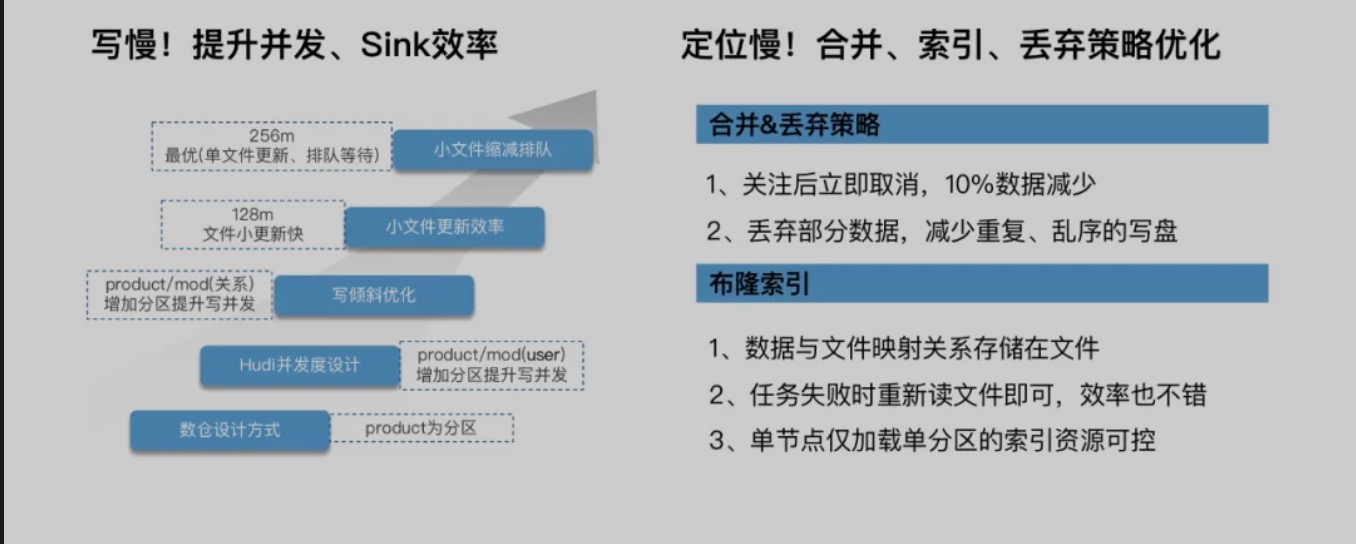 写慢！提升并发、Sink效率
256m
最优(单文件更新、排队等待)
小文件缩减排队
128m
文件小更新快
小文件更新效率
product/mod(关系)
增加分区提升写并发
写倾斜优化
Hudi并发度设计
product/mod(user)
增加分区提升写并发
数仓设计方式
product为分区
定位慢！合并、索引、丢弃策略优化
合并&丢弃策略
1、关注后立即取消，10%数据减少
2、丢弃部分数据，减少重复、乱序的写盘
布隆索引
1、数据与文件映射关系存储在文件
2、任务失败时重新读文件即可，效率也不错
3、单节点仅加载单分区的索引资源可控